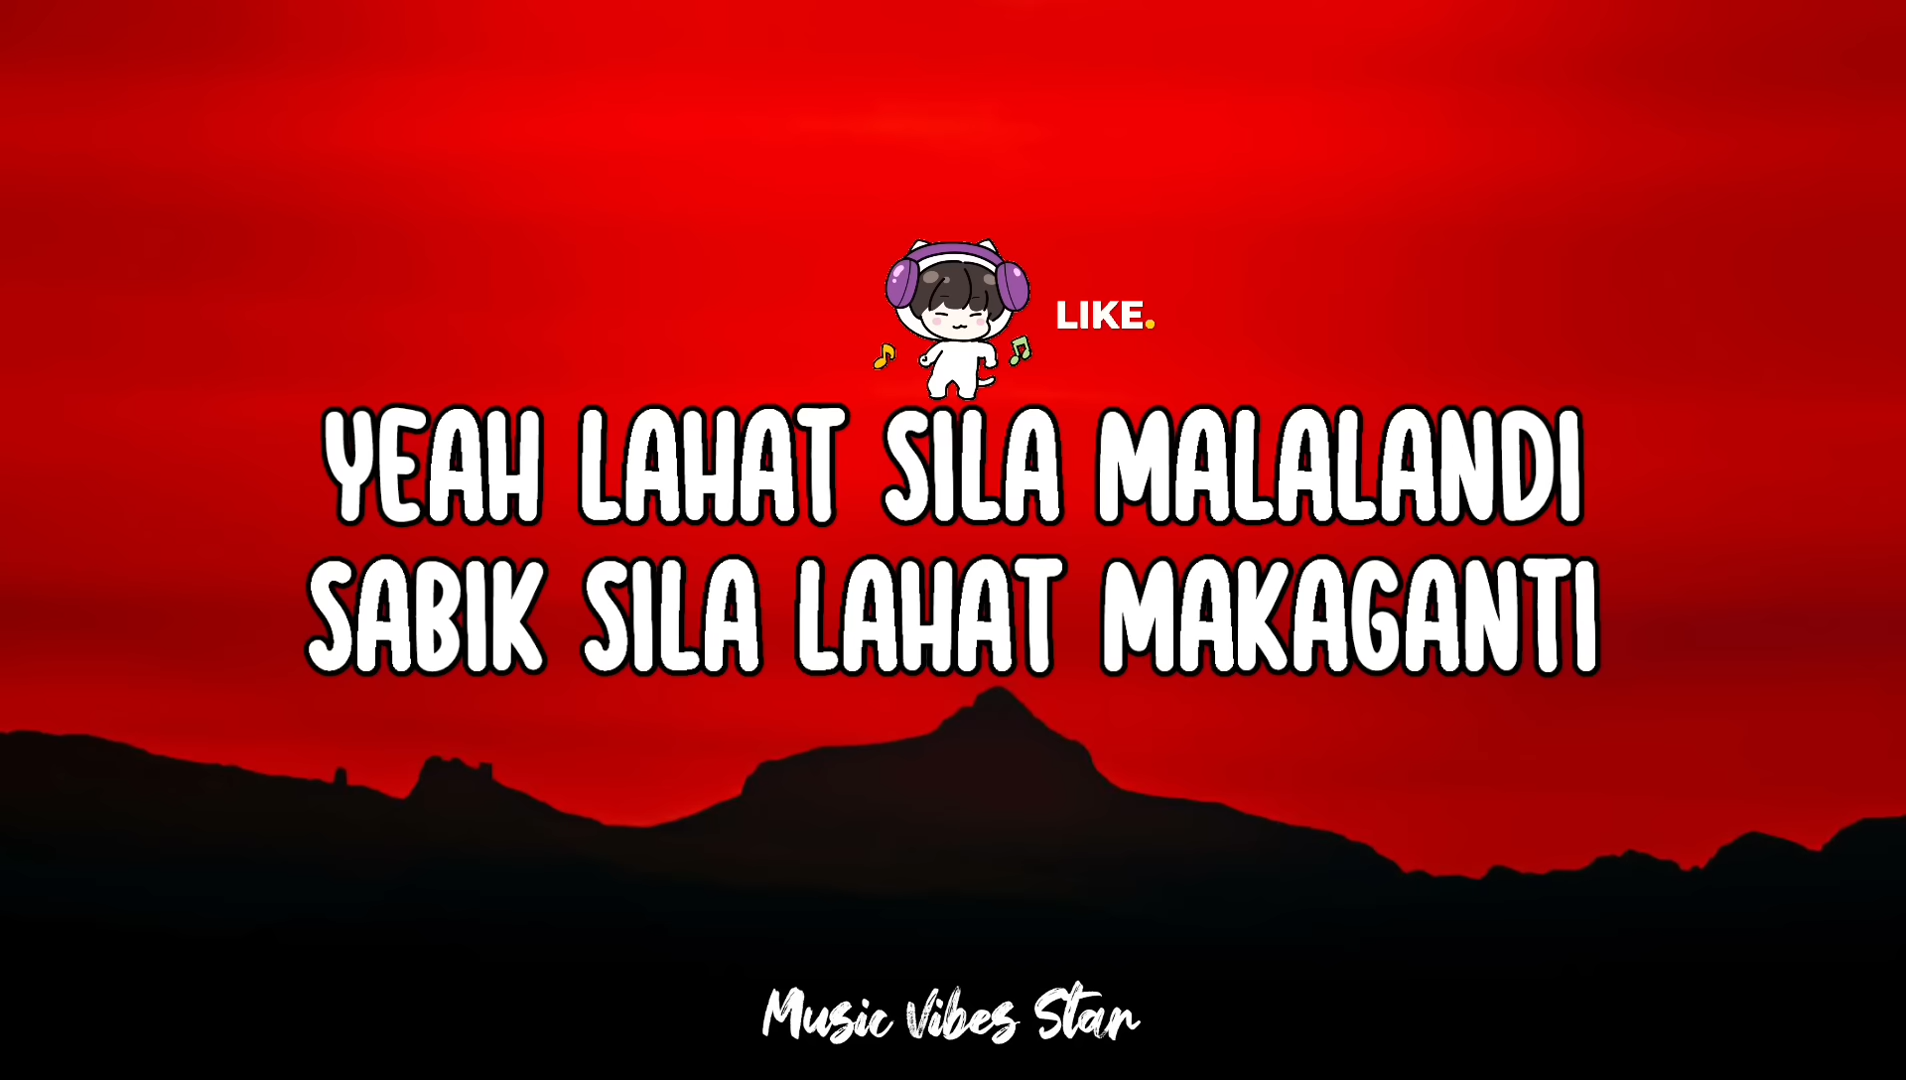 LIKE.
YEAH LAHAT SILA MALALANDI
SABIK SILA LAHAT MAKAGANTI
Music Vibes Star